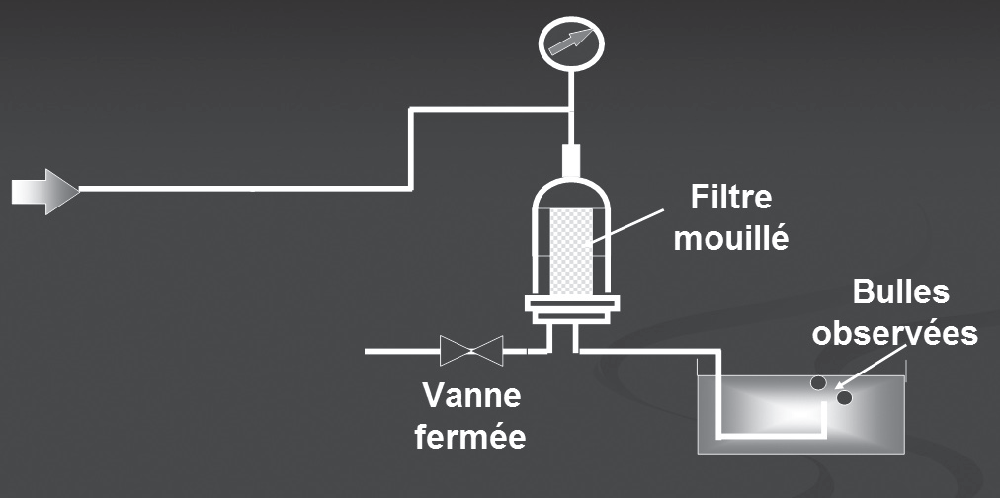 Filtre
mouillé
Bulles
observées
Vanne
fermée